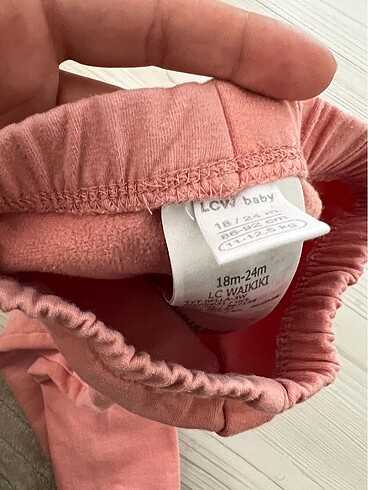 LCW baby
18 / 24 m
86-92 cm
11-12,5 kg
18m-24m
LC WAIKIKI